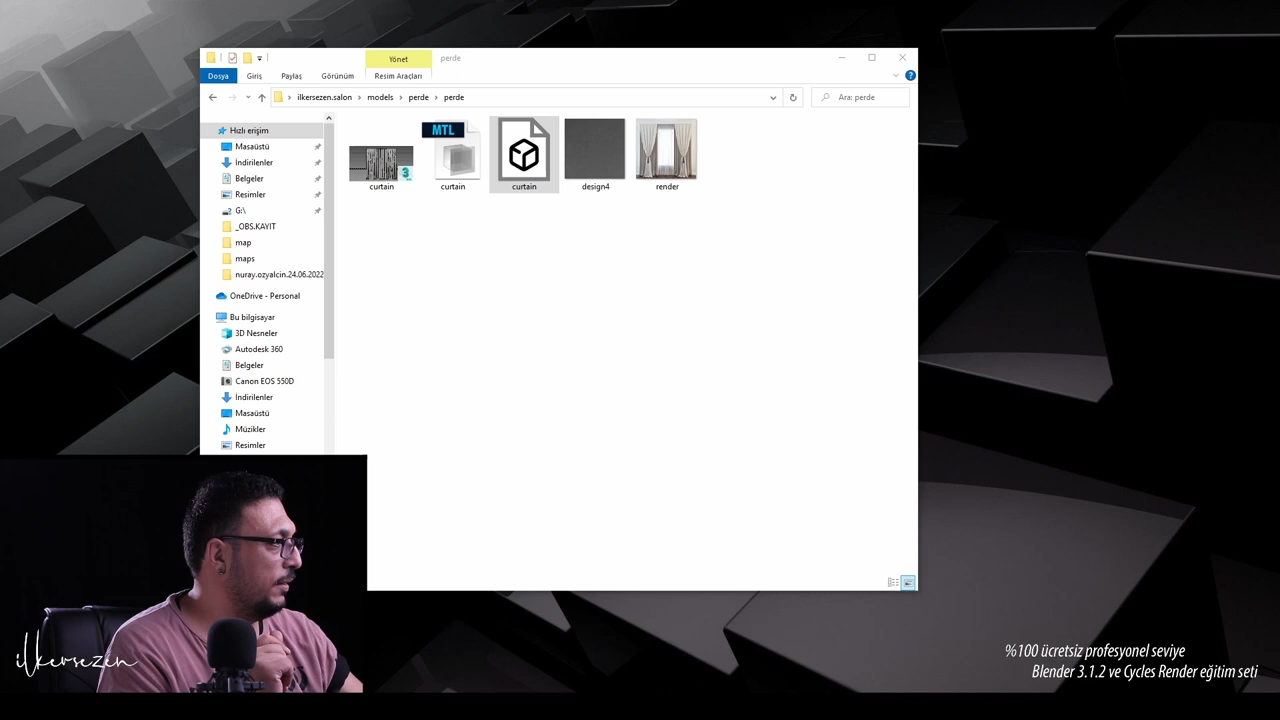 Yönet
perde
Dosya
Giriş
Paylaş
Görünüm
Resim Araçları
ilkersezen.salon
models
perde
perde
Ara: perde
Hızlı erişim
Masaüstü
İndirilenler
Belgeler
Resimler
G:\
_OBS.KAYIT
map
maps
nuray.ozyalcin.24.06.2022
OneDrive - Personal
Bu bilgisayar
3D Nesneler
Autodesk 360
Belgeler
Canon EOS 550D
İndirilenler
Masaüstü
Müzikler
Resimler
MTL
3
curtain
curtain
curtain
design4
render
ilkersezen
%100 ücretsiz profesyonel seviye
Blender 3.1.2 ve Cycles Render eğitim seti